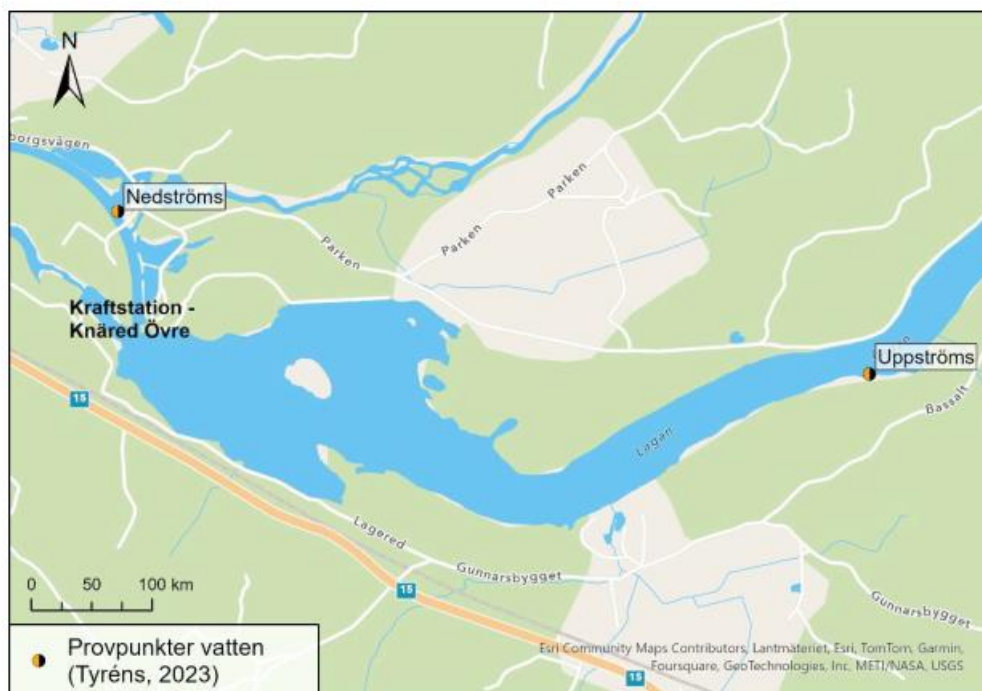 N
borgsvägen
Nedströms
Parken
Parken
Parken
Kraftstation -
Knäred Övre
Uppströms
15
Bassalt
Lagan
Lagered
Gunnarsbygget
15
Gunnarsbygget
0 50 100 km
Provpunkter vatten
(Tyréns, 2023)
Esri Community Maps Contributors, Lantmäteriet, Esri, TomTom, Garmin,
Foursquare, GeoTechnologies, Inc, METI/NASA, USGS
15